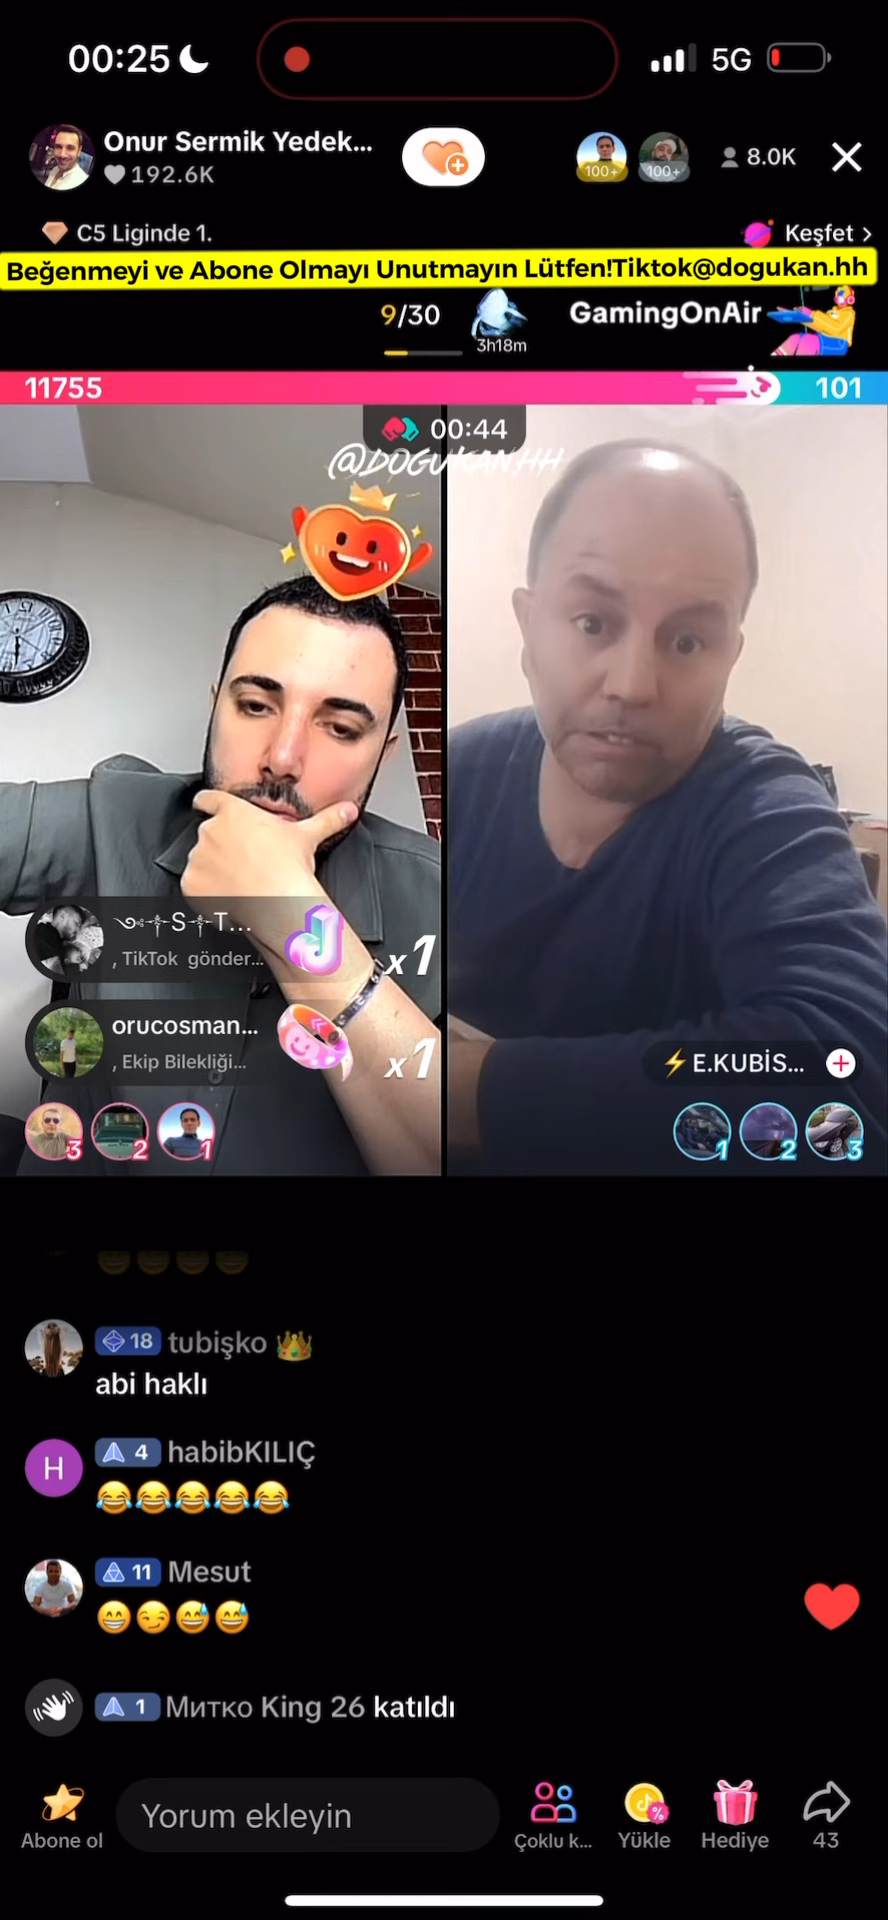 00:25
5G
Onur Sermik Yedek...
192.6K
100+
100+
8.0K
C5 Liginde 1.
Keşfet >
Beğenmeyi ve Abone Olmayı Unutmayın Lütfen!Tiktok@dogukan.hh
9/30
3h18m
GamingOnAir
11755
101
00:44
@DOGUKAN.HH
S T...
, TikTok gönder...
x1
orucosman...
, Ekip Bilekliği...
x1
E.KUBİS...
3
2
1
1
2
3
18 tubişko
abi haklı
H
4 habibKILIÇ
11 Mesut
1 Митко King 26 katıldı
Abone ol
Yorum ekleyin
Çoklu k...
Yükle
Hediye
43